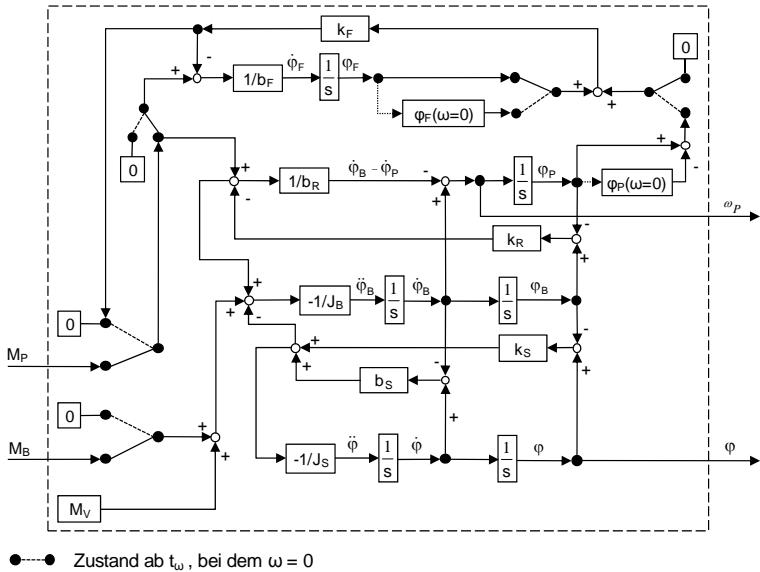 k_F
0
1/b_F
φ̇_F
1/s
φ_F
+
-
+
+
φ_F(ω=0)
0
+
-
φ_P(ω=0)
+
-
1/b_R
φ̇_B - φ̇_P
-
+
1/s
φ_P
ω_P
k_R
-
+
+
+
-
-1/J_B
φ̈_B
1/s
φ̇_B
1/s
φ_B
0
M_P
+
+
k_S
-
+
b_S
-
+
0
M_B
+
+
-1/J_S
φ̈
1/s
φ̇
1/s
φ
φ
M_V
Zustand ab t_ω , bei dem ω = 0